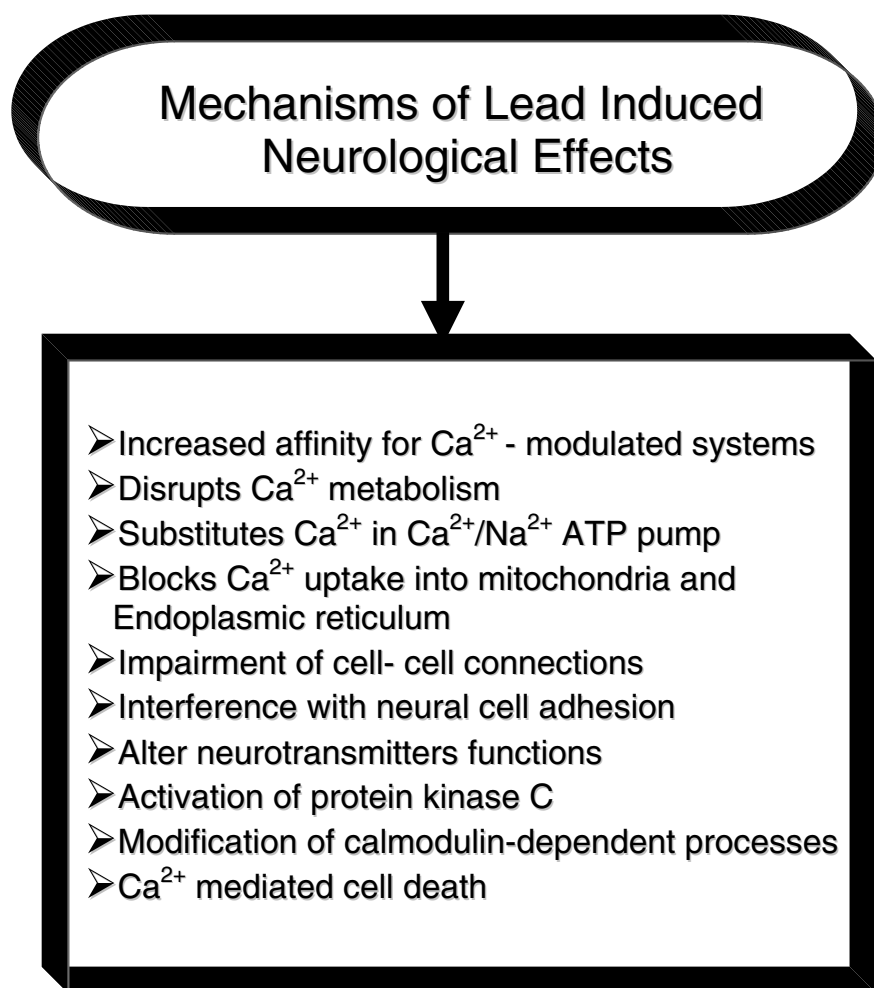 Mechanisms of Lead Induced
Neurological Effects
➢Increased affinity for Ca²⁺ - modulated systems
➢Disrupts Ca²⁺ metabolism
➢Substitutes Ca²⁺ in Ca²⁺/Na²⁺ ATP pump
➢Blocks Ca²⁺ uptake into mitochondria and
Endoplasmic reticulum
➢Impairment of cell- cell connections
➢Interference with neural cell adhesion
➢Alter neurotransmitters functions
➢Activation of protein kinase C
➢Modification of calmodulin-dependent processes
➢Ca²⁺ mediated cell death